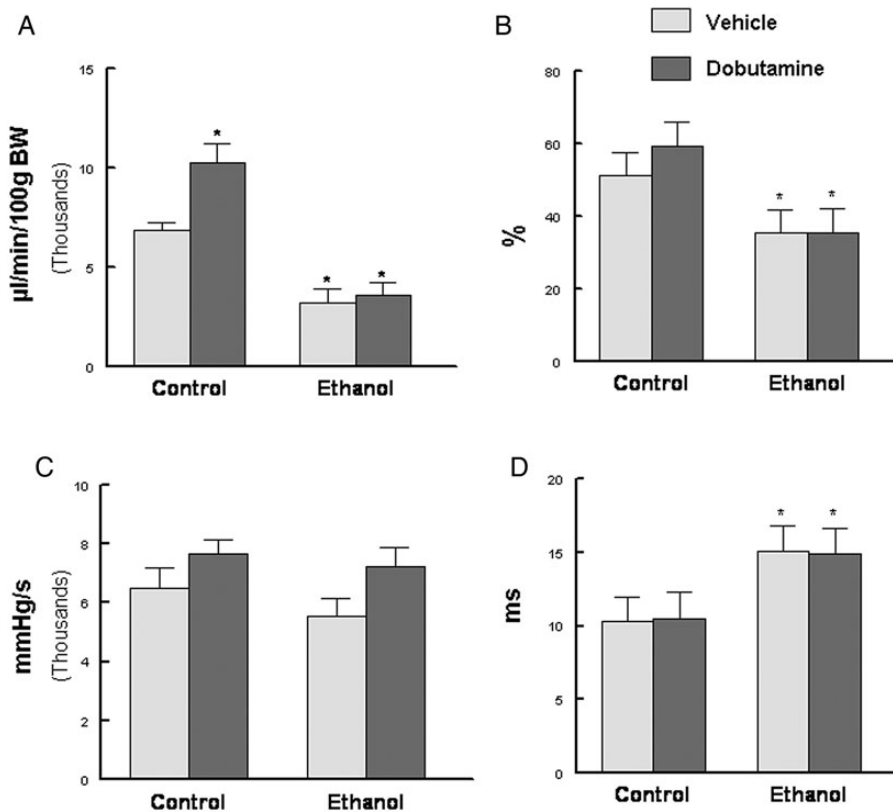 A
µl/min/100g BW
(Thousands)
15
10
5
0
*
*
*
Control
Ethanol
B
Vehicle
Dobutamine
%
80
60
40
20
0
*
*
Control
Ethanol
C
mmHg/s
(Thousands)
10
8
6
4
2
0
Control
Ethanol
D
ms
20
15
10
5
0
*
*
Control
Ethanol